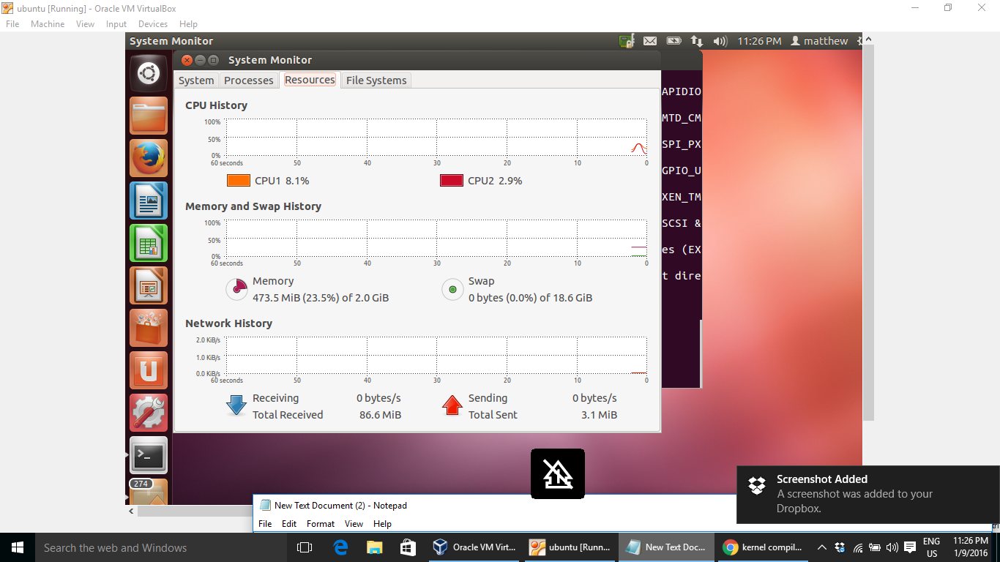 ubuntu [Running] - Oracle VM VirtualBox
File Machine View Input Devices Help
System Monitor 11:26 PM matthew
System Monitor
System Processes Resources File Systems
CPU History
100%
50%
0%
60 seconds 50 40 30 20 10 0
CPU1 8.1% CPU2 2.9%
Memory and Swap History
100%
50%
0%
60 seconds 50 40 30 20 10 0
Memory Swap
473.5 MiB (23.5%) of 2.0 GiB 0 bytes (0.0%) of 18.6 GiB
Network History
2.0 KiB/s
1.0 KiB/s
0.0 KiB/s
60 seconds 50 40 30 20 10 0
Receiving 0 bytes/s Sending 0 bytes/s
Total Received 86.6 MiB Total Sent 3.1 MiB
APIDIO
MTD_CM
SPI_PX
GPIO_U
XEN_TM
SCSI &
es (EX
t dire
274
Screenshot Added
A screenshot was added to your
Dropbox.
New Text Document (2) - Notepad
File Edit Format View Help
Search the web and Windows
Oracle VM Virt...
ubuntu [Runn...
New Text Doc...
kernel compil...
ENG
US
11:26 PM
1/9/2016